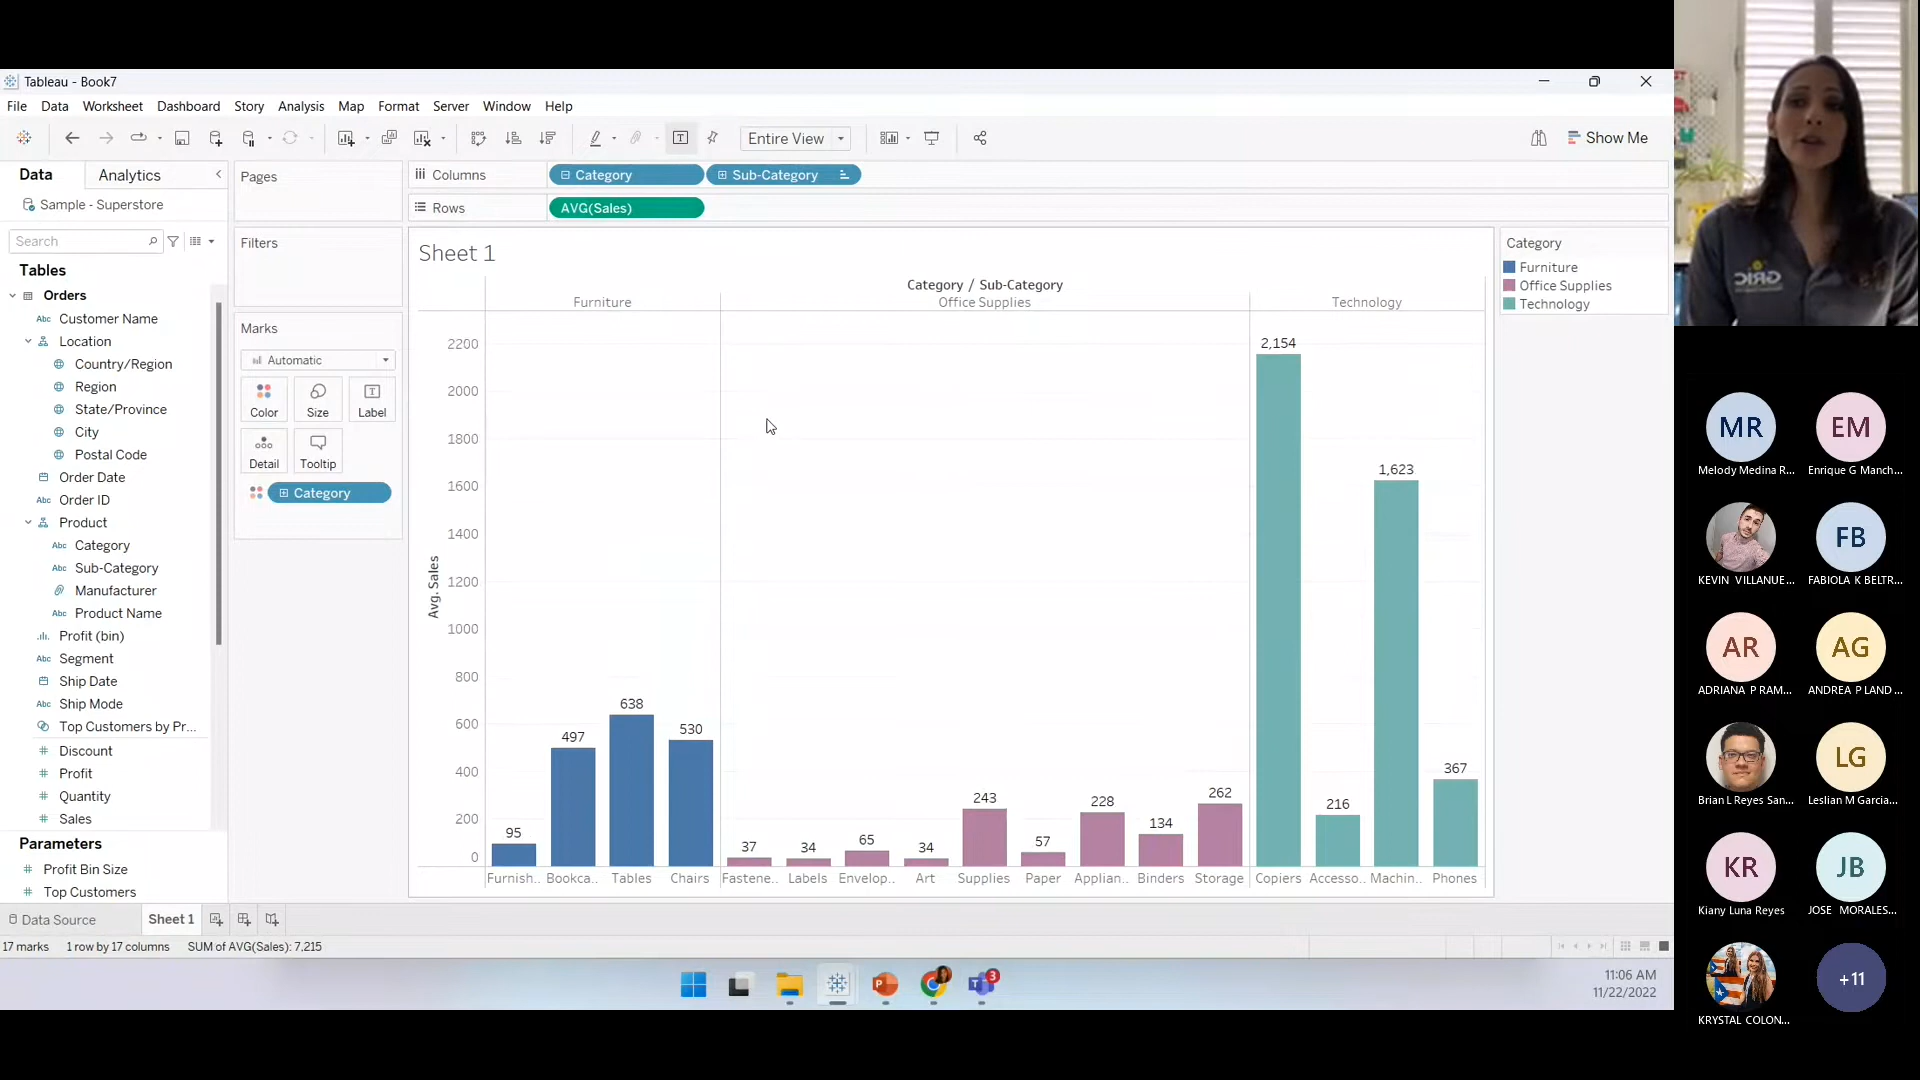 Tableau - Book7
File Data Worksheet Dashboard Story Analysis Map Format Server Window Help
Entire View
Show Me
Data Analytics
Sample - Superstore
Search
Tables
Orders
Abc Customer Name
Location
Country/Region
Region
State/Province
City
Postal Code
Order Date
Abc Order ID
Product
Abc Category
Abc Sub-Category
Manufacturer
Abc Product Name
Profit (bin)
Abc Segment
Ship Date
Abc Ship Mode
Top Customers by Pr...
Discount
Profit
Quantity
Sales
Parameters
Profit Bin Size
Top Customers
Pages
Filters
Marks
Automatic
Color Size Label
Detail Tooltip
Category
Columns Category Sub-Category
Rows AVG(Sales)
Sheet 1
Category / Sub-Category
Furniture Office Supplies Technology
Avg. Sales
2200
2000
1800
1600
1400
1200
1000
800
600
400
200
0
95 497 638 530 37 34 65 34 243 57 228 134 262 2,154 216 1,623 367
Furnish.. Bookca.. Tables Chairs Fastene.. Labels Envelop.. Art Supplies Paper Applian.. Binders Storage Copiers Accesso.. Machin.. Phones
Category
Furniture
Office Supplies
Technology
Data Source Sheet 1
17 marks 1 row by 17 columns SUM of AVG(Sales): 7,215
3
11:06 AM
11/22/2022
GRIC
MR EM
Melody Medina R... Enrique G Manch...
FB
KEVIN VILLANUE... FABIOLA K BELTR...
AR AG
ADRIANA P RAM... ANDREA P LAND ...
LG
Brian L Reyes San... Leslian M Garcia...
KR JB
Kiany Luna Reyes JOSE MORALES...
+11
KRYSTAL COLON...